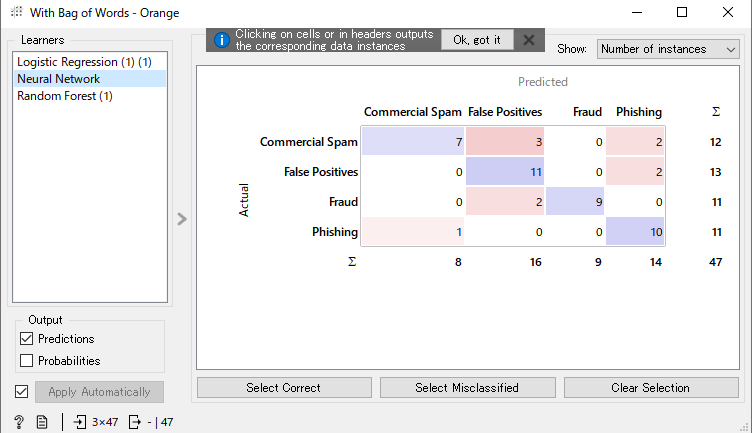 With Bag of Words - Orange
Learners
Logistic Regression (1) (1)
Neural Network
Random Forest (1)
Output
Predictions
Probabilities
Apply Automatically
3×47
- | 47
Clicking on cells or in headers outputs
the corresponding data instances
Ok, got it
Show: Number of instances
Predicted
Commercial Spam False Positives Fraud Phishing Σ
Actual
Commercial Spam 7 3 0 2 12
False Positives 0 11 0 2 13
Fraud 0 2 9 0 11
Phishing 1 0 0 10 11
Σ 8 16 9 14 47
Select Correct Select Misclassified Clear Selection